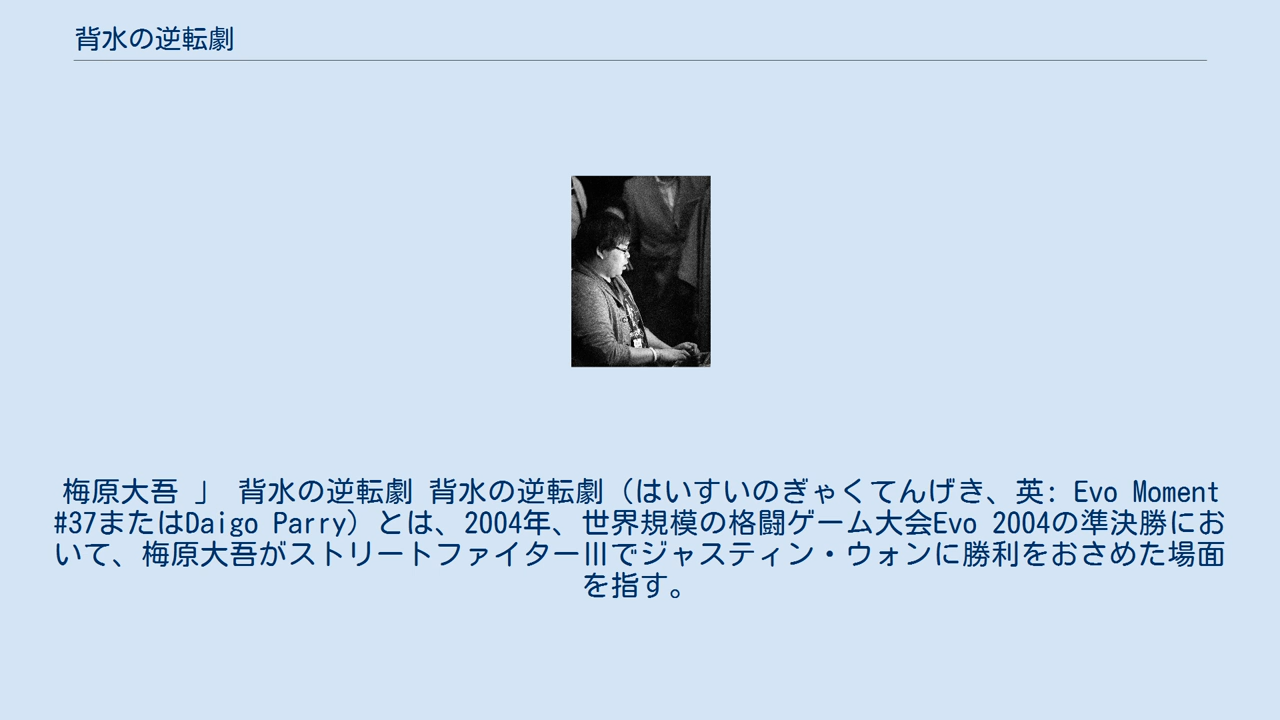 背水の逆転劇
梅原大吾 」 背水の逆転劇 背水の逆転劇（はいすいのぎゃくてんげき、英: Evo Moment
#37またはDaigo Parry）とは、2004年、世界規模の格闘ゲーム大会Evo 2004の準決勝にお
いて、梅原大吾がストリートファイターIIIでジャスティン・ウォンに勝利をおさめた場面
を指す。